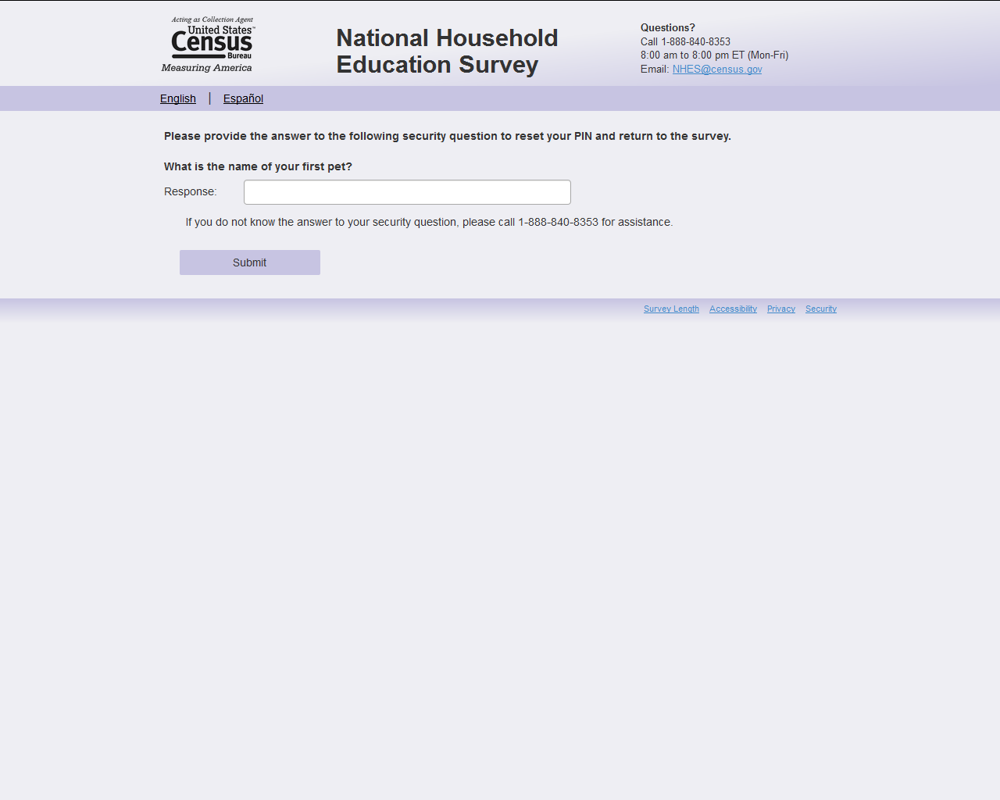 Acting as Collection Agent
United States™
Census
Bureau
Measuring America
National Household
Education Survey
Questions?
Call 1-888-840-8353
8:00 am to 8:00 pm ET (Mon-Fri)
Email: NHES@census.gov
English | Español
Please provide the answer to the following security question to reset your PIN and return to the survey.
What is the name of your first pet?
Response:
If you do not know the answer to your security question, please call 1-888-840-8353 for assistance.
Submit
Survey Length Accessibility Privacy Security